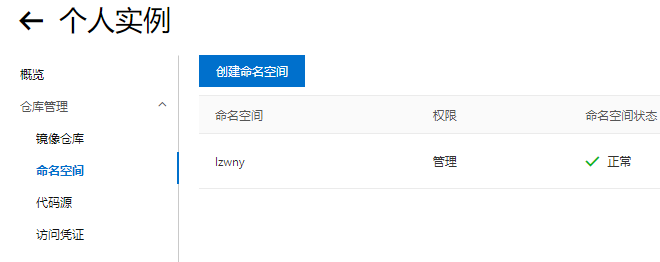 ← 个人实例
概览
仓库管理
镜像仓库
命名空间
代码源
访问凭证
创建命名空间
命名空间 权限 命名空间状态
lzwny 管理 正常